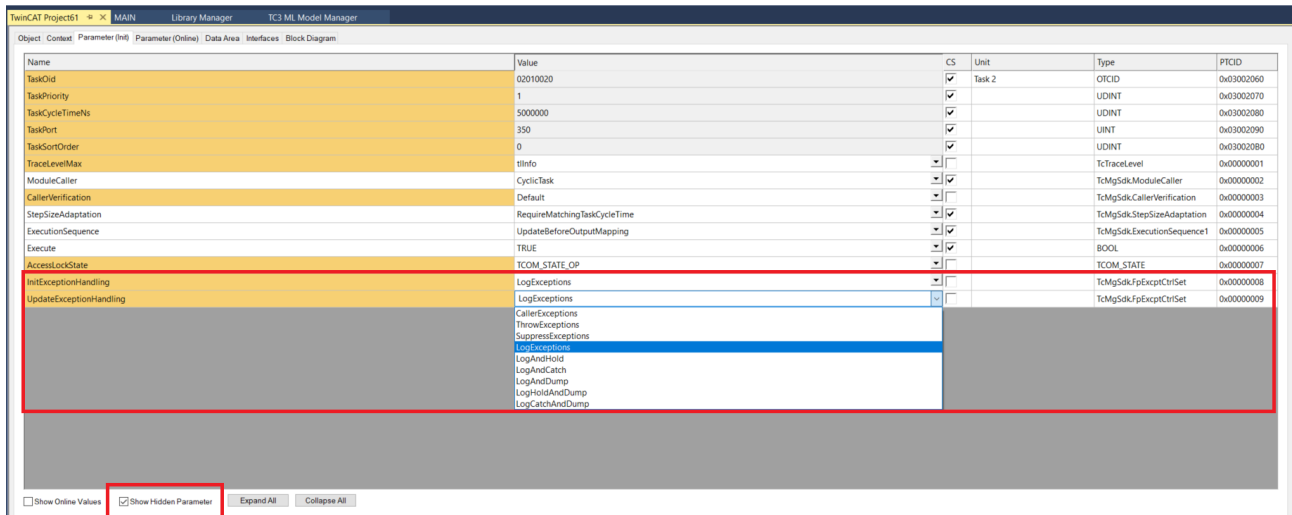 TwinCAT Project61 MAIN Library Manager TC3 ML Model Manager
Object Context Parameter (Init) Parameter (Online) Data Area Interfaces Block Diagram
Name Value CS Unit Type PTCID
TaskOid 02010020 Task 2 OTCID 0x03002060
TaskPriority 1 UDINT 0x03002070
TaskCycleTimeNs 5000000 UDINT 0x03002080
TaskPort 350 UINT 0x03002090
TaskSortOrder 0 UDINT 0x030020B0
TraceLevelMax tlInfo TcTraceLevel 0x00000001
ModuleCaller CyclicTask TcMgSdk.ModuleCaller 0x00000002
CallerVerification Default TcMgSdk.CallerVerification 0x00000003
StepSizeAdaptation RequireMatchingTaskCycleTime TcMgSdk.StepSizeAdaptation 0x00000004
ExecutionSequence UpdateBeforeOutputMapping TcMgSdk.ExecutionSequence1 0x00000005
Execute TRUE BOOL 0x00000006
AccessLockState TCOM_STATE_OP TCOM_STATE 0x00000007
InitExceptionHandling LogExceptions TcMgSdk.FpExcptCtrlSet 0x00000008
UpdateExceptionHandling LogExceptions TcMgSdk.FpExcptCtrlSet 0x00000009
CallerExceptions
ThrowExceptions
SuppressExceptions
LogExceptions
LogAndHold
LogAndCatch
LogAndDump
LogHoldAndDump
LogCatchAndDump
Show Online Values Show Hidden Parameter Expand All Collapse All